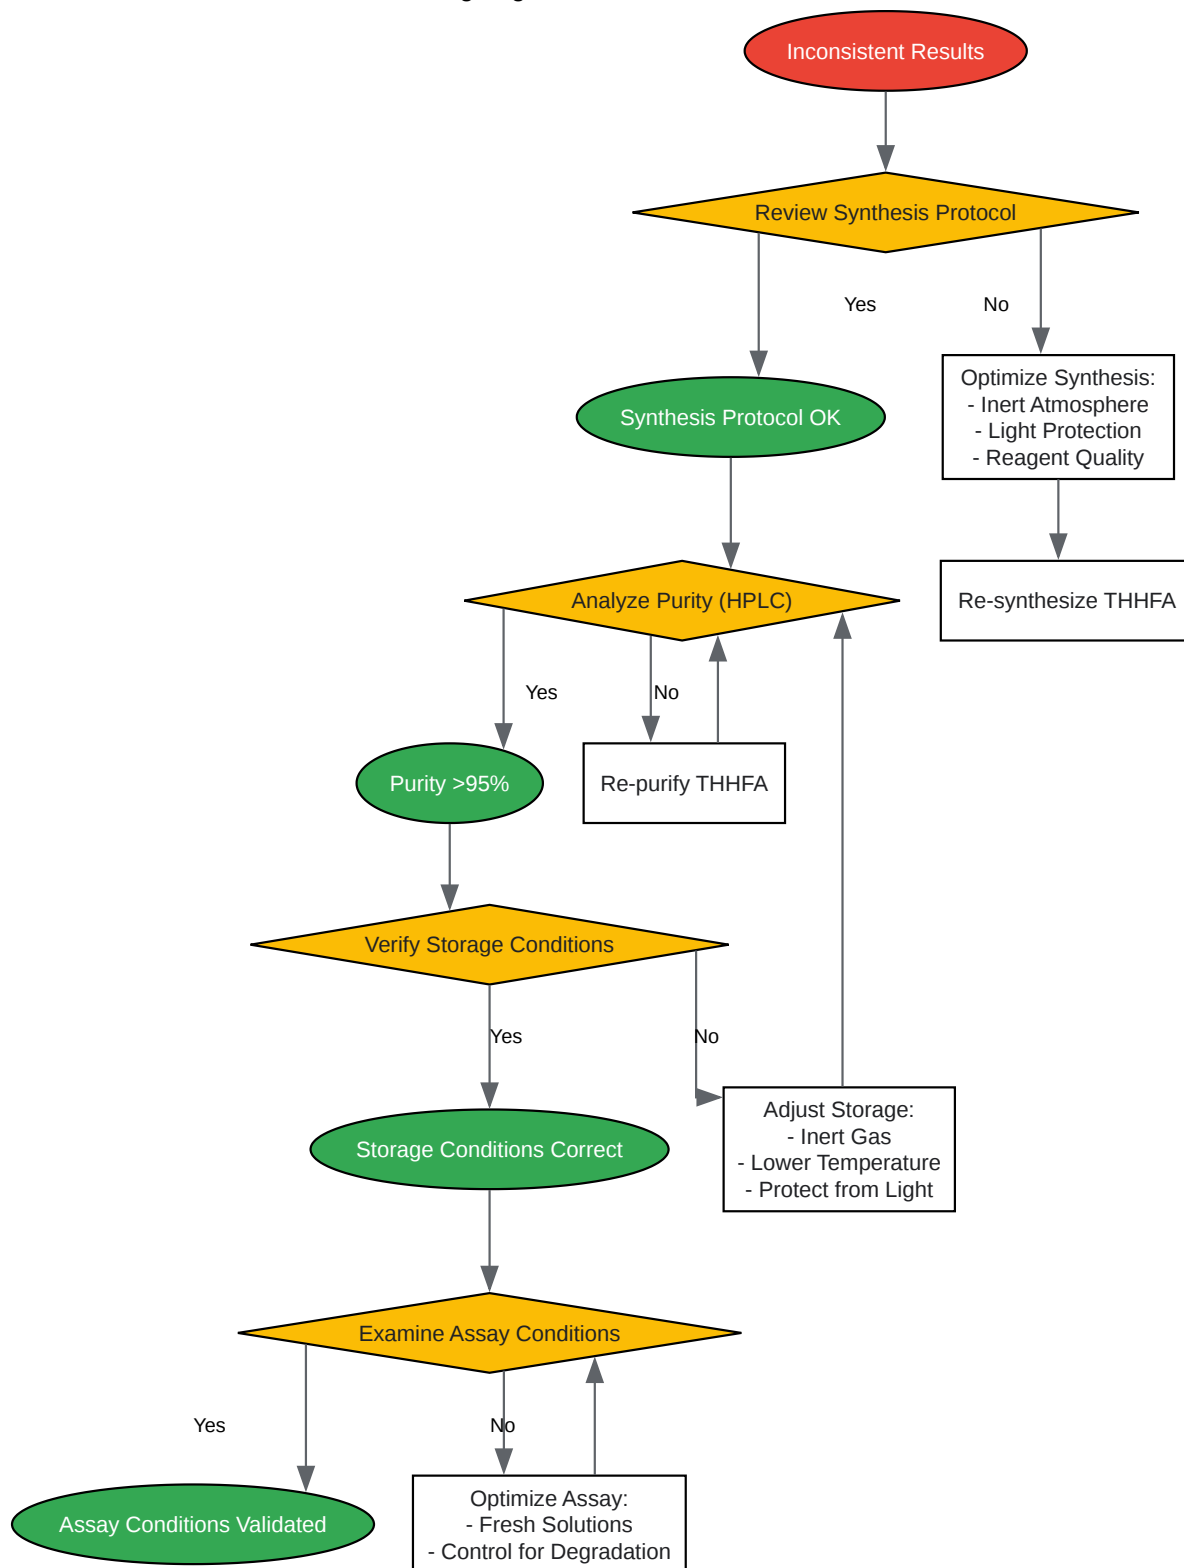 Inconsistent Results
Review Synthesis Protocol
Yes
No
Optimize Synthesis:
- Inert Atmosphere
- Light Protection
- Reagent Quality
Synthesis Protocol OK
Analyze Purity (HPLC)
Re-synthesize THHFA
Yes
No
Purity >95%
Re-purify THHFA
Verify Storage Conditions
Yes
No
Adjust Storage:
- Inert Gas
- Lower Temperature
- Protect from Light
Storage Conditions Correct
Examine Assay Conditions
Yes
No
Optimize Assay:
- Fresh Solutions
- Control for Degradation
Assay Conditions Validated